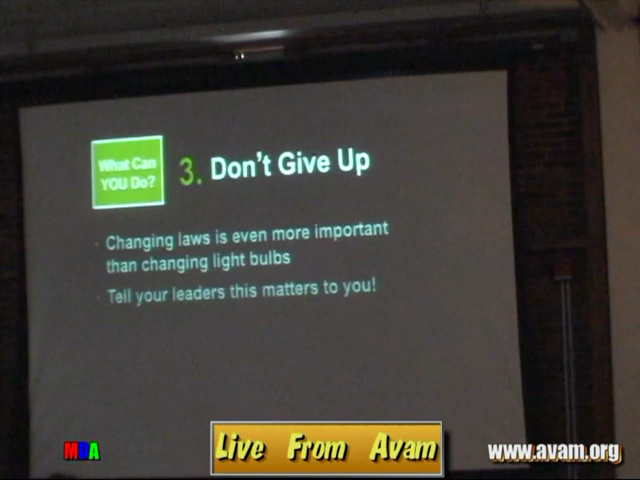 What Can
YOU Do?
3. Don't Give Up
· Changing laws is even more important
than changing light bulbs
· Tell your leaders this matters to you!
MDA
Live From Avam
www.avam.org